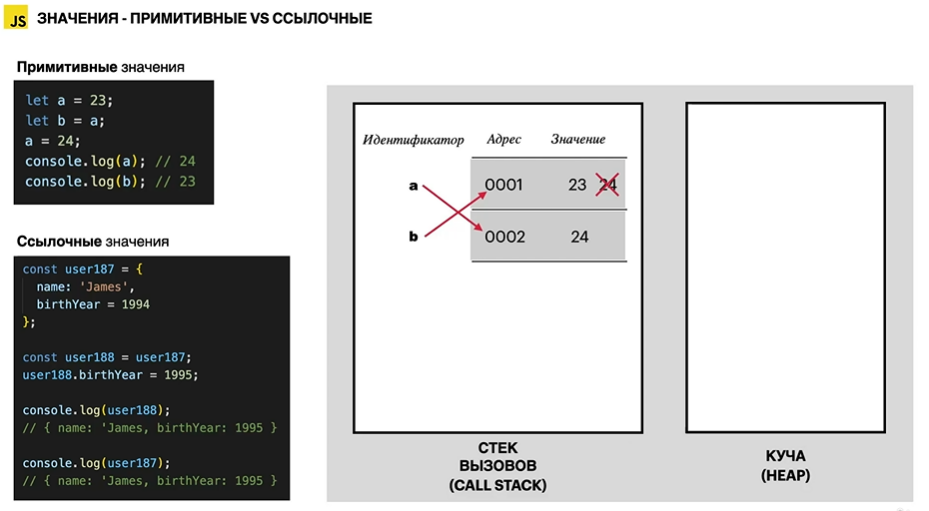 JS ЗНАЧЕНИЯ - ПРИМИТИВНЫЕ VS ССЫЛОЧНЫЕ
Примитивные значения
let a = 23;
let b = a;
a = 24;
console.log(a); // 24
console.log(b); // 23
Ссылочные значения
const user187 = {
name: 'James',
birthYear = 1994
};
const user188 = user187;
user188.birthYear = 1995;
console.log(user188);
// { name: 'James, birthYear: 1995 }
console.log(user187);
// { name: 'James, birthYear: 1995 }
Идентификатор Адрес Значение
a 0001 23 24
b 0002 24
СТЕК
ВЫЗОВОВ
(CALL STACK)
КУЧА
(HEAP)